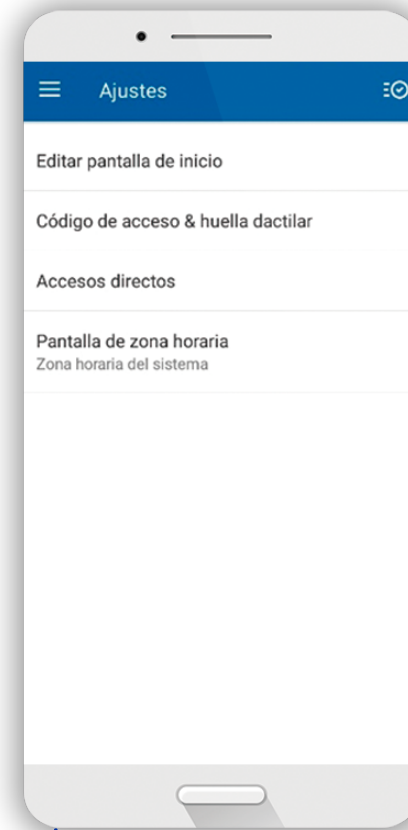 Ajustes
Editar pantalla de inicio
Código de acceso & huella dactilar
Accesos directos
Pantalla de zona horaria
Zona horaria del sistema